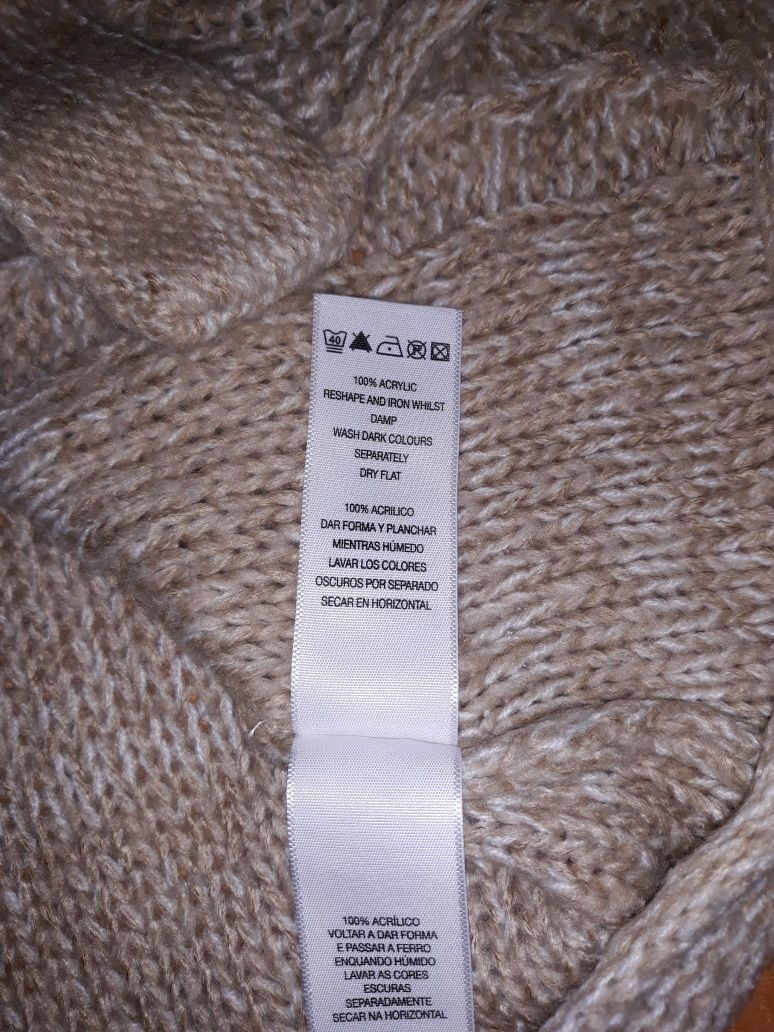 40
100% ACRYLIC
RESHAPE AND IRON WHILST
DAMP
WASH DARK COLOURS
SEPARATELY
DRY FLAT
100% ACRILICO
DAR FORMA Y PLANCHAR
MIENTRAS HÚMEDO
LAVAR LOS COLORES
OSCUROS POR SEPARADO
SECAR EN HORIZONTAL
100% ACRÍLICO
VOLTAR A DAR FORMA
E PASSAR A FERRO
ENQUANDO HÚMIDO
LAVAR AS CORES
ESCURAS
SEPARADAMENTE
SECAR NA HORIZONTAL